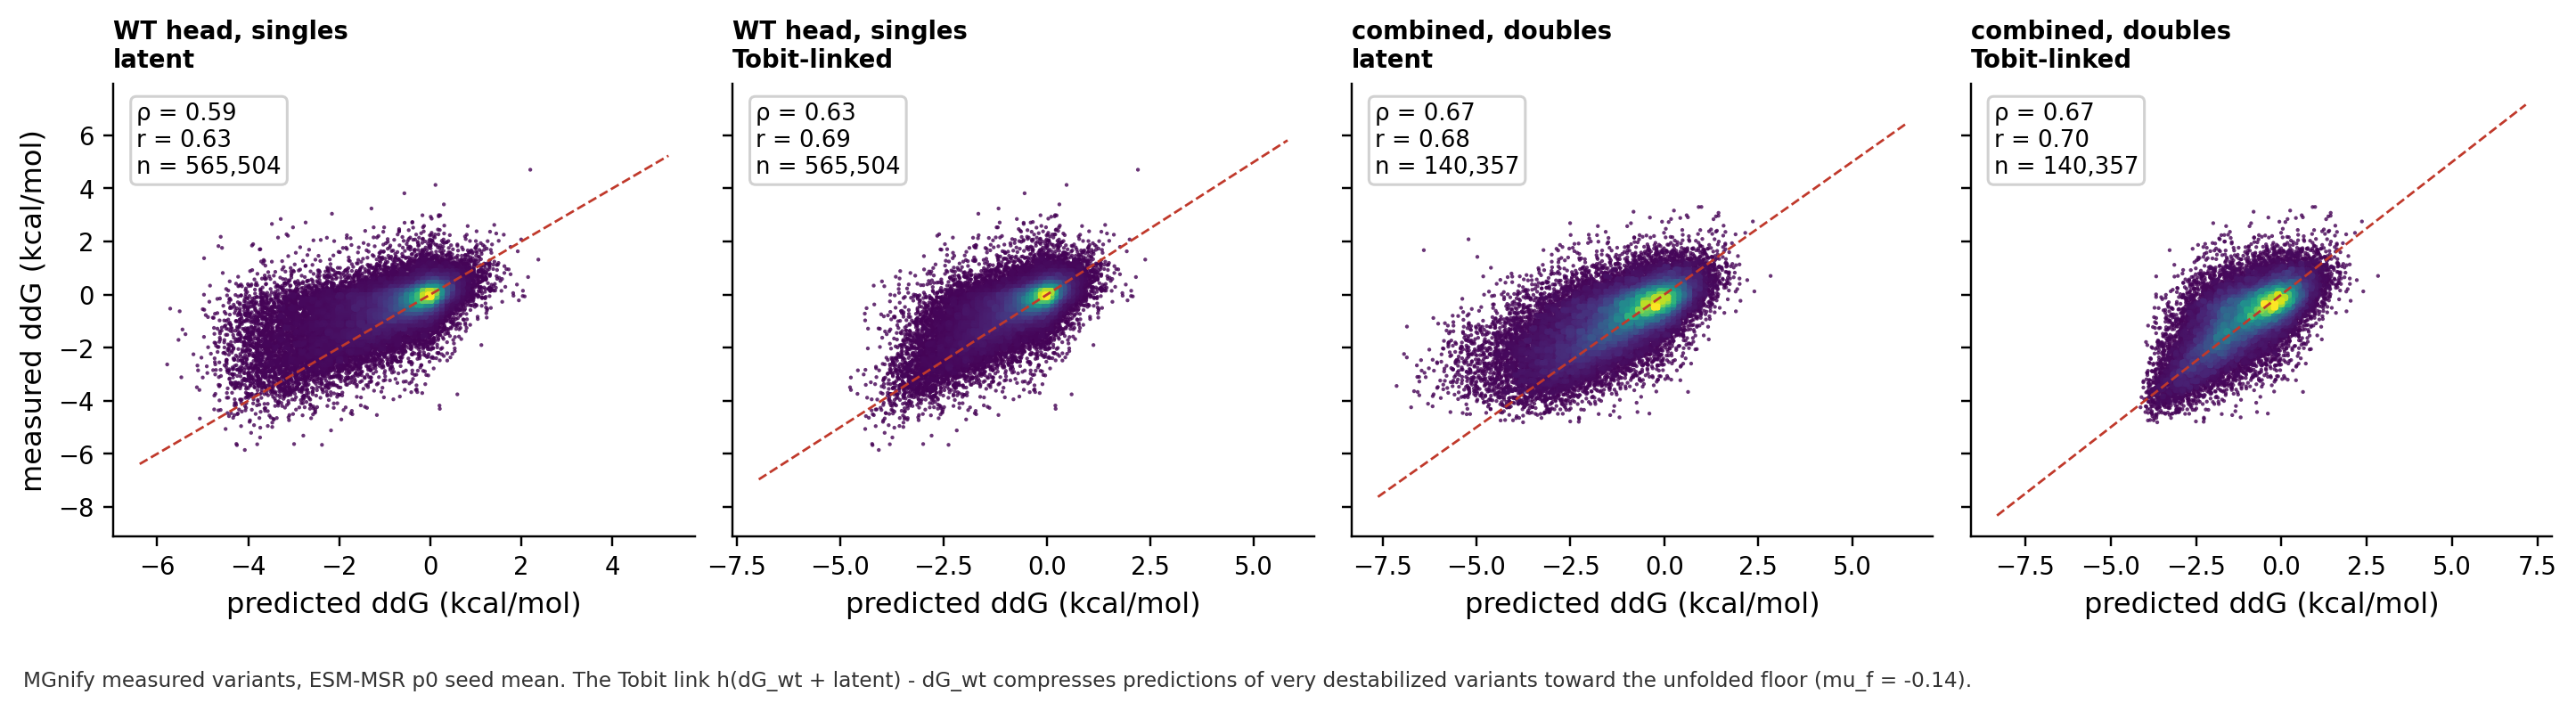 WT head, singles
latent
WT head, singles
Tobit-linked
combined, doubles
latent
combined, doubles
Tobit-linked
ρ = 0.59
r = 0.63
n = 565,504
ρ = 0.63
r = 0.69
n = 565,504
ρ = 0.67
r = 0.68
n = 140,357
ρ = 0.67
r = 0.70
n = 140,357
measured ddG (kcal/mol)
6
4
2
0
−2
−4
−6
−8
−6 −4 −2 0 2 4
−7.5 −5.0 −2.5 0.0 2.5 5.0
−7.5 −5.0 −2.5 0.0 2.5 5.0
−7.5 −5.0 −2.5 0.0 2.5 5.0 7.5
predicted ddG (kcal/mol)
predicted ddG (kcal/mol)
predicted ddG (kcal/mol)
predicted ddG (kcal/mol)
MGnify measured variants, ESM-MSR p0 seed mean. The Tobit link h(dG_wt + latent) - dG_wt compresses predictions of very destabilized variants toward the unfolded floor (mu_f = -0.14).